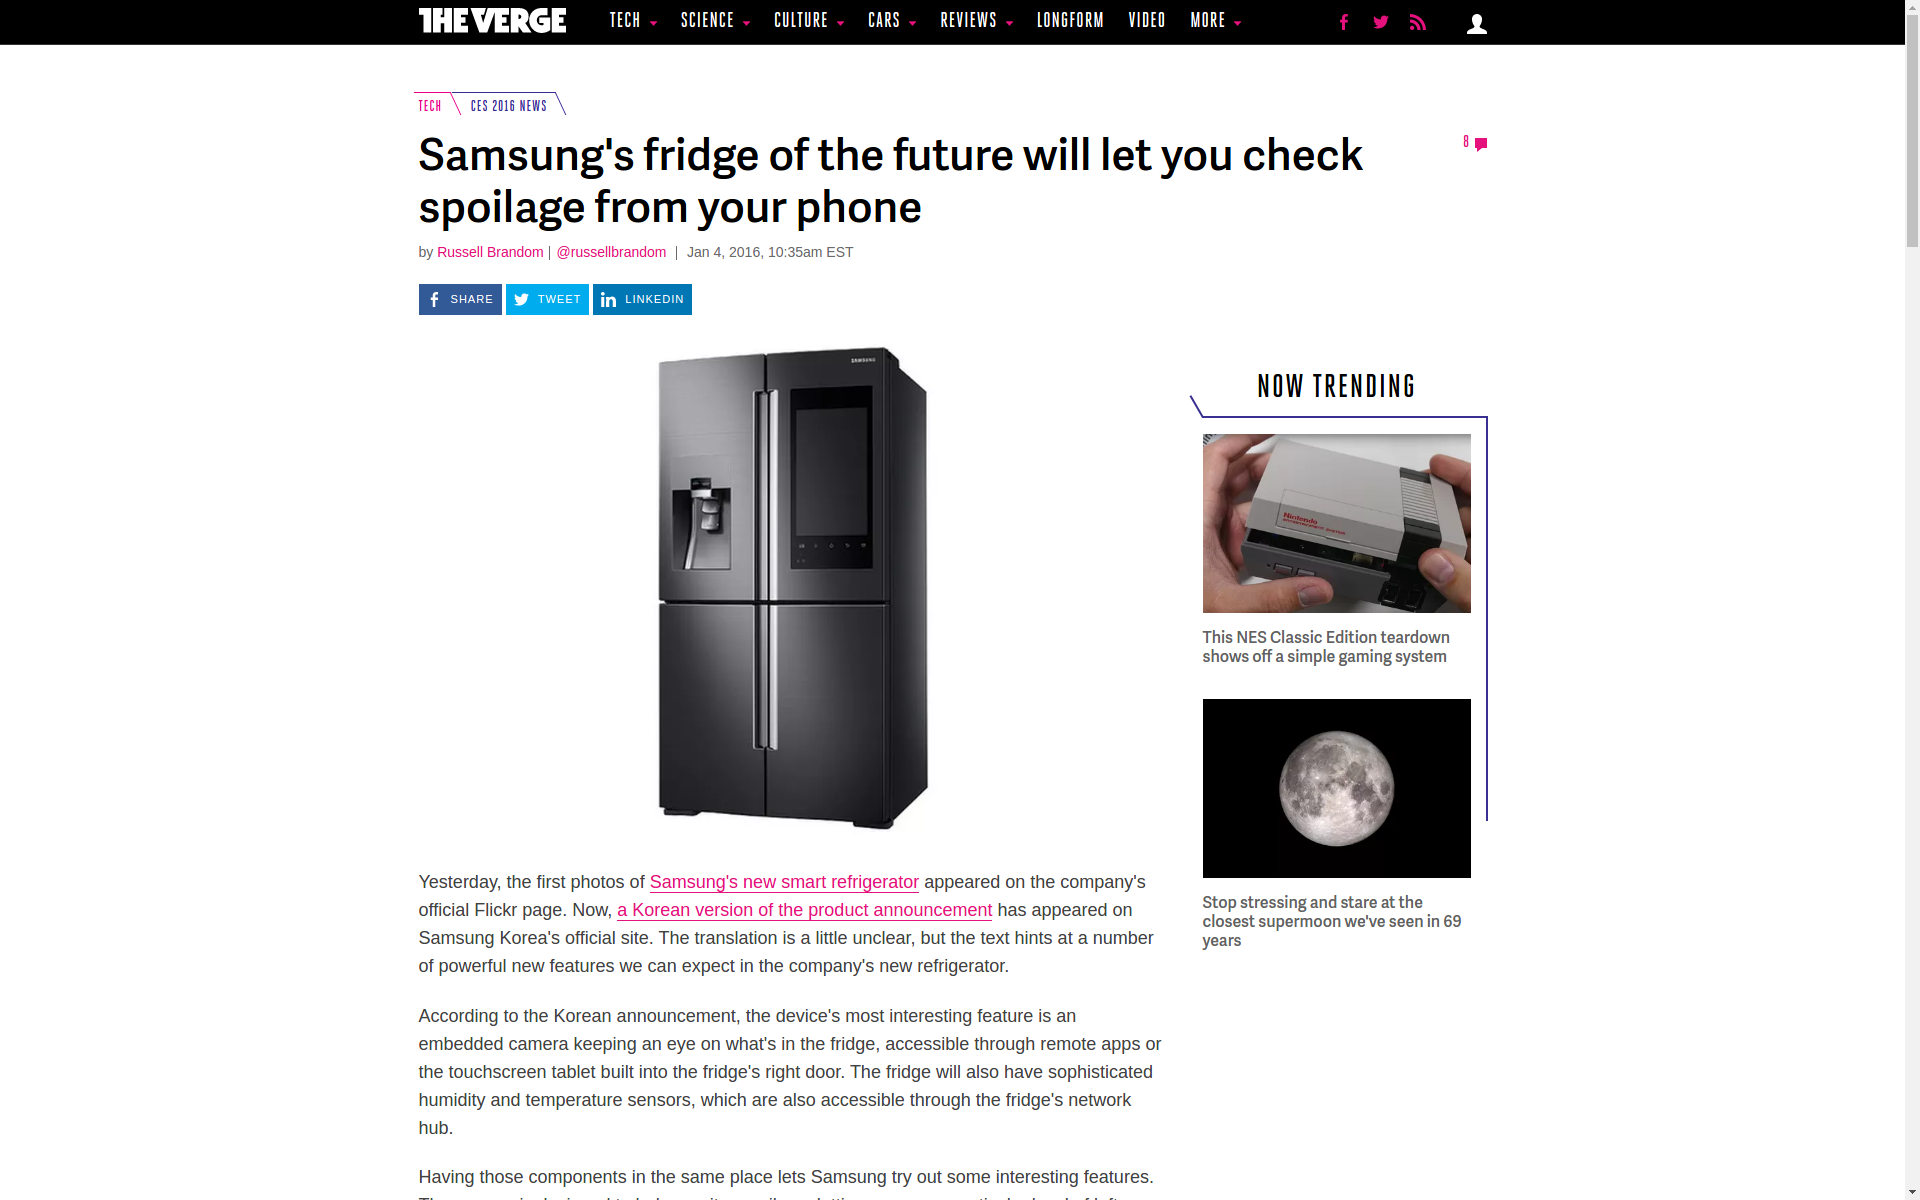 THE VERGE
TECH SCIENCE CULTURE CARS REVIEWS LONGFORM VIDEO MORE
TECH CES 2016 NEWS
Samsung's fridge of the future will let you check
spoilage from your phone
8
by Russell Brandom | @russellbrandom | Jan 4, 2016, 10:35am EST
SHARE TWEET LINKEDIN
SAMSUNG
NOW TRENDING
Nintendo
ENTERTAINMENT SYSTEM
This NES Classic Edition teardown
shows off a simple gaming system
Stop stressing and stare at the
closest supermoon we've seen in 69
years
Yesterday, the first photos of Samsung's new smart refrigerator appeared on the company's
official Flickr page. Now, a Korean version of the product announcement has appeared on
Samsung Korea's official site. The translation is a little unclear, but the text hints at a number
of powerful new features we can expect in the company's new refrigerator.
According to the Korean announcement, the device's most interesting feature is an
embedded camera keeping an eye on what's in the fridge, accessible through remote apps or
the touchscreen tablet built into the fridge's right door. The fridge will also have sophisticated
humidity and temperature sensors, which are also accessible through the fridge's network
hub.
Having those components in the same place lets Samsung try out some interesting features.